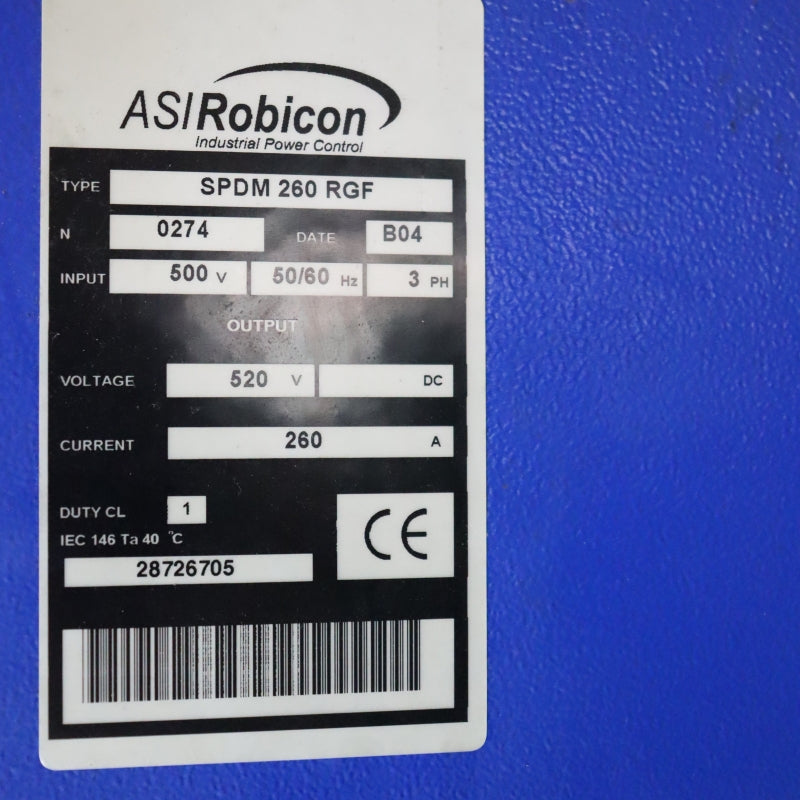 ASIRobicon
Industrial Power Control
TYPE SPDM 260 RGF
N 0274 DATE B04
INPUT 500 V 50/60 Hz 3 PH
OUTPUT
VOLTAGE 520 V DC
CURRENT 260 A
DUTY CL 1
IEC 146 Ta 40 °C
CE
28726705